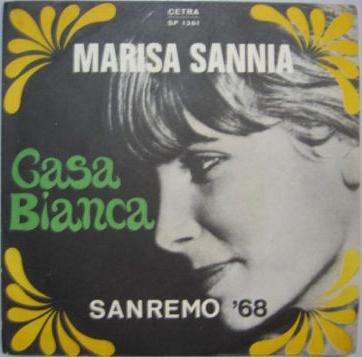 CETRA
SP 1361
MARISA SANNIA
Casa
Bianca
SANREMO '68